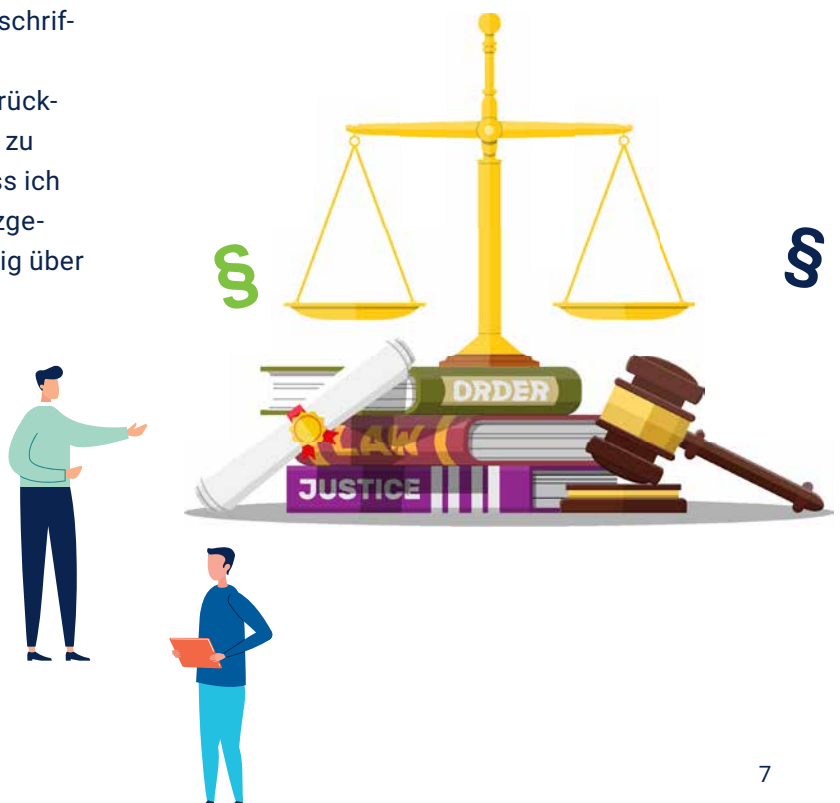 schrif-
rück-
zu
ss ich
zge-
ig über
§
§
ORDER
LAW
JUSTICE
7